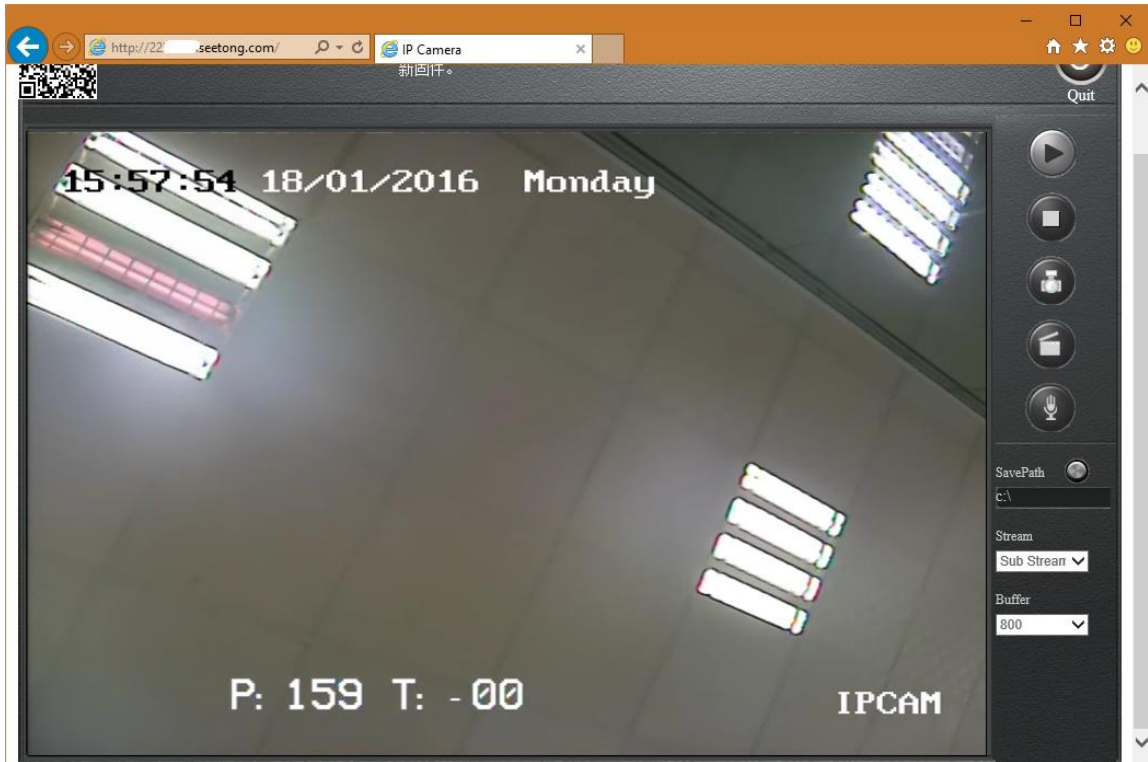 http://22 .seetong.com/
IP Camera
新固件。
Quit
15:57:54 18/01/2016 Monday
SavePath
c:\
Stream
Sub Stream
Buffer
800
P: 159 T: -00
IPCAM